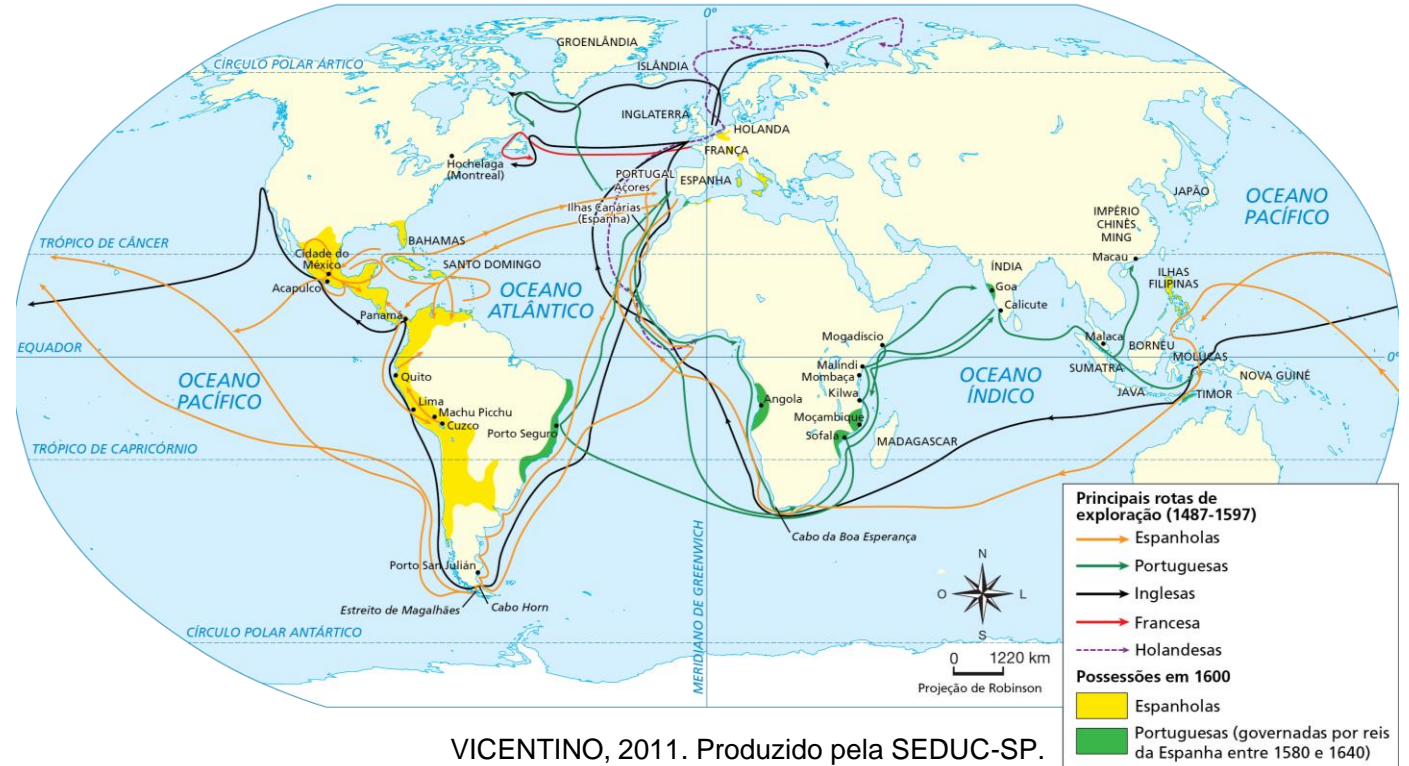 0°
GROENLÂNDIA
CÍRCULO POLAR ÁRTICO
ISLÂNDIA
INGLATERRA
HOLANDA
FRANÇA
Hochelaga
(Montreal)
PORTUGAL
Açores
ESPANHA
Ilhas Canárias
(Espanha)
JAPÃO
OCEANO
PACÍFICO
IMPÉRIO
CHINÊS
MING
TRÓPICO DE CÂNCER
BAHAMAS
Cidade do
México
SANTO DOMINGO
Acapulco
OCEANO
ATLÂNTICO
Macau
ÍNDIA
Goa
Calicute
ILHAS
FILIPINAS
Panamá
Mogadiscio
Malaca
BORNÉU
MOLUCAS
EQUADOR
0°
OCEANO
PACÍFICO
Quito
Malindi
Mombaça
Kilwa
OCEANO
ÍNDICO
SUMATRA
JAVA
TIMOR
NOVA GUINÉ
Lima
Machu Picchu
Cuzco
Porto Seguro
Angola
Moçambique
Sofala
MADAGASCAR
TRÓPICO DE CAPRICÓRNIO
Cabo da Boa Esperança
Porto San Julián
Estreito de Magalhães
Cabo Horn
MERIDIANO DE GREENWICH
CÍRCULO POLAR ANTÁRTICO
N
O
L
S
0 1220 km
Projeção de Robinson
Principais rotas de
exploração (1487-1597)
Espanholas
Portuguesas
Inglesas
Francesa
Holandesas
Possessões em 1600
Espanholas
Portuguesas (governadas por reis
da Espanha entre 1580 e 1640)
VICENTINO, 2011. Produzido pela SEDUC-SP.